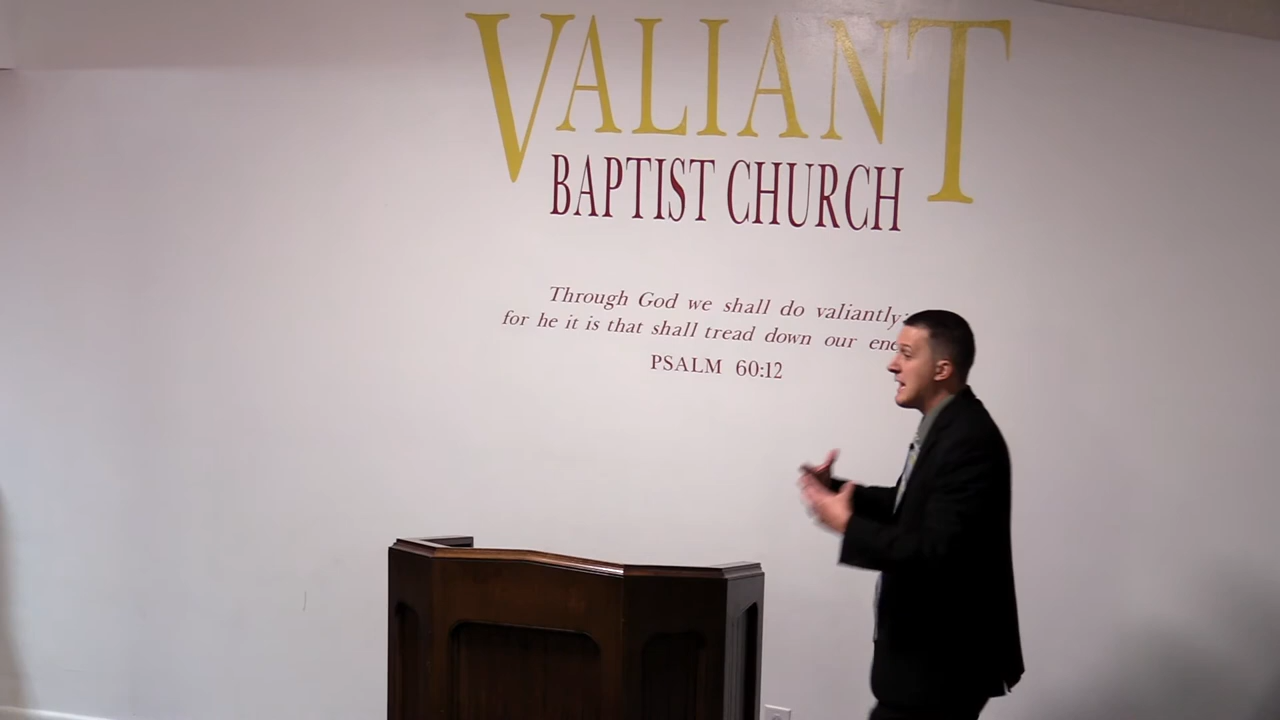 VALIANT
BAPTIST CHURCH
Through God we shall do valiantly:
for he it is that shall tread down our
PSALM 60:12